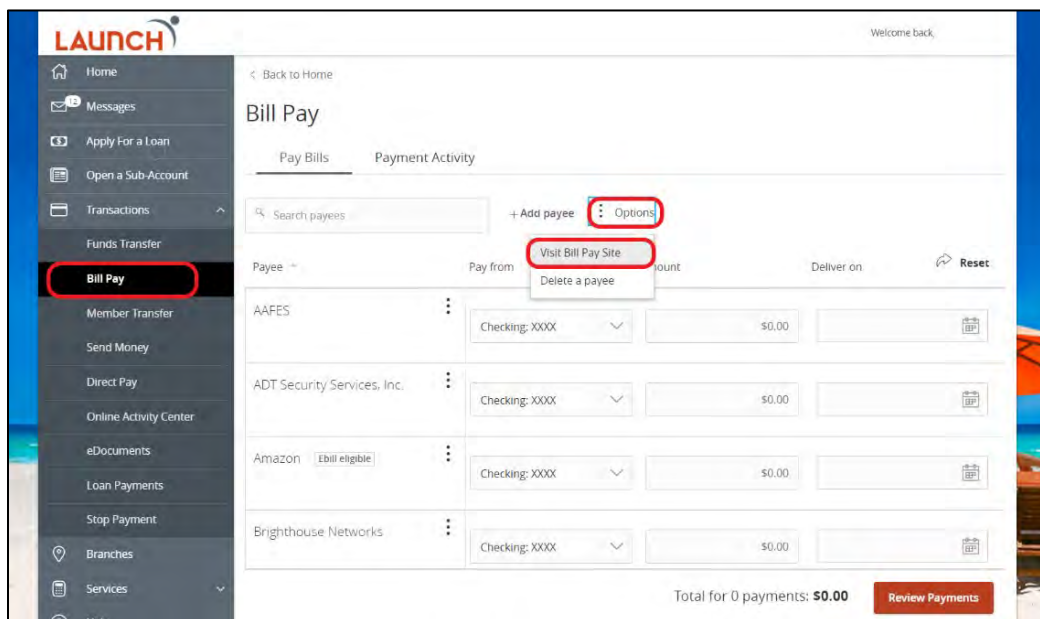 LAUNCH
Welcome back,
Home
12
Messages
Apply For a Loan
Open a Sub-Account
Transactions
Funds Transfer
Bill Pay
Member Transfer
Send Money
Direct Pay
Online Activity Center
eDocuments
Loan Payments
Stop Payment
Branches
Services
< Back to Home
Bill Pay
Pay Bills Payment Activity
Search payees + Add payee Options
Visit Bill Pay Site
Delete a payee
Payee Pay from ount Deliver on Reset
AAFES Checking: XXXX $0.00
ADT Security Services, Inc. Checking: XXXX $0.00
Amazon Ebill eligible Checking: XXXX $0.00
Brighthouse Networks Checking: XXXX $0.00
Total for 0 payments: $0.00 Review Payments